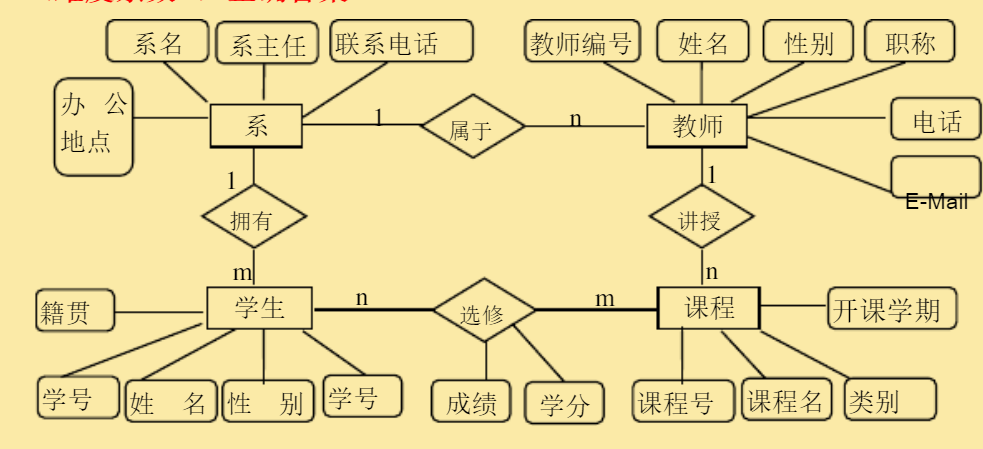 系名 系主任 联系电话 教师编号 姓名 性别 职称
办 公
地点
系 1 属于 n 教师 电话
E-Mail
1 1
拥有 讲授
m n
籍贯 学生 n 选修 m 课程 开课学期
学号 姓 名 性 别 学号 成绩 学分 课程号 课程名 类别